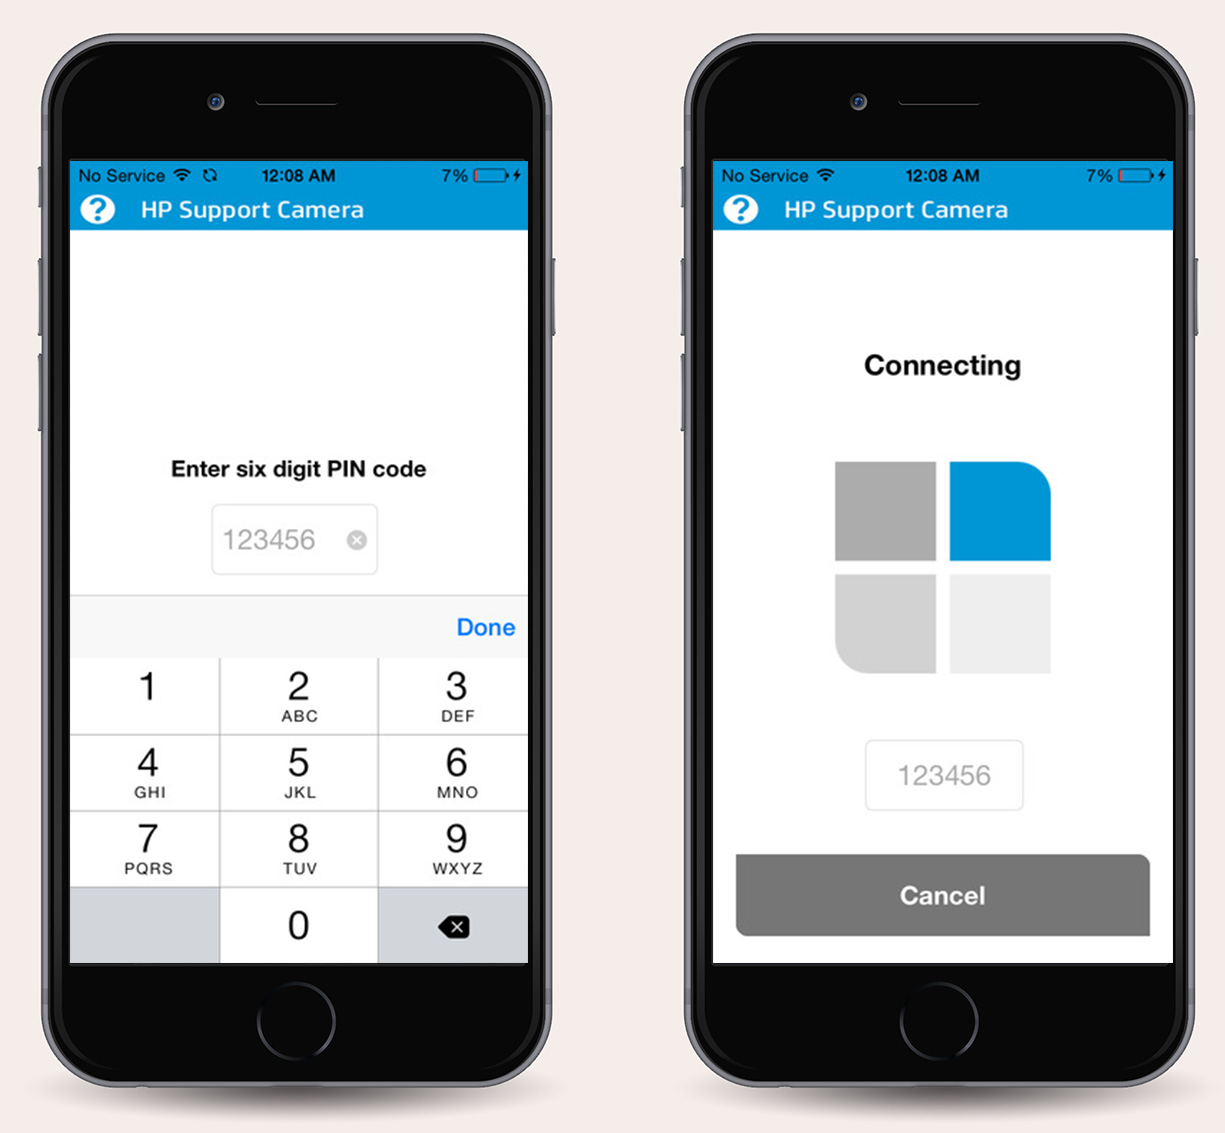 No Service 12:08 AM 7%
? HP Support Camera
Enter six digit PIN code
123456
Done
1 2 3
ABC DEF
4 5 6
GHI JKL MNO
7 8 9
PQRS TUV WXYZ
0
No Service 12:08 AM 7%
? HP Support Camera
Connecting
123456
Cancel